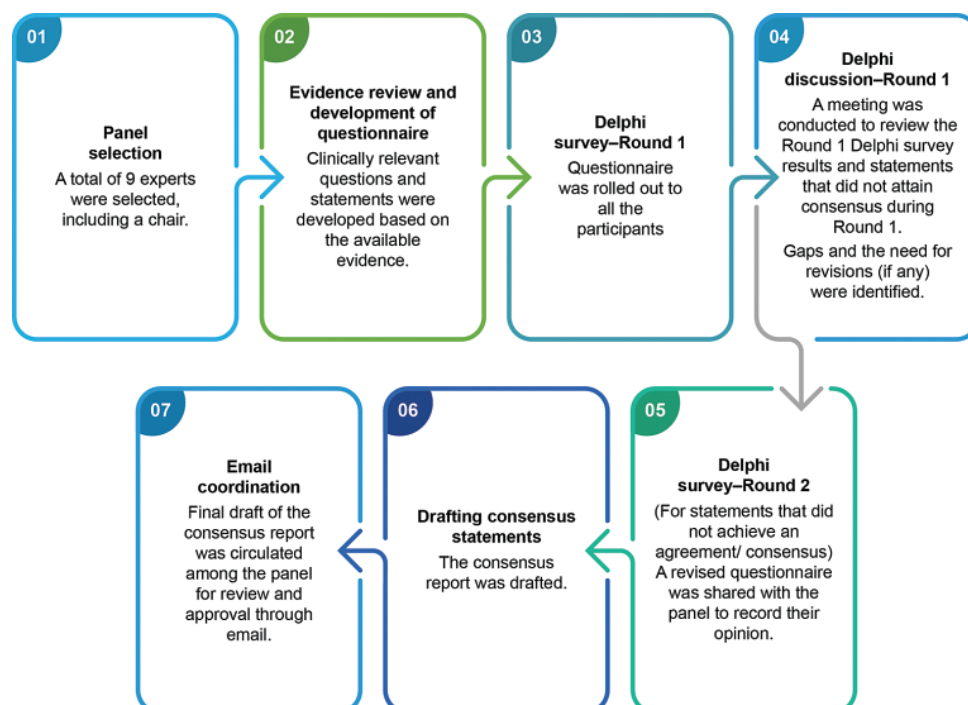 01
Panel
selection
A total of 9 experts
were selected,
including a chair.
02
Evidence review and
development of
questionnaire
Clinically relevant
questions and
statements were
developed based on
the available
evidence.
03
Delphi
survey–Round 1
Questionnaire
was rolled out to
all the
participants
04
Delphi
discussion–Round 1
A meeting was
conducted to review the
Round 1 Delphi survey
results and statements
that did not attain
consensus during
Round 1.
Gaps and the need for
revisions (if any)
were identified.
05
Delphi
survey–Round 2
(For statements that did
not achieve an
agreement/ consensus)
A revised questionnaire
was shared with the
panel to record their
opinion.
06
Drafting consensus
statements
The consensus
report was drafted.
07
Email
coordination
Final draft of the
consensus report
was circulated
among the panel
for review and
approval through
email.